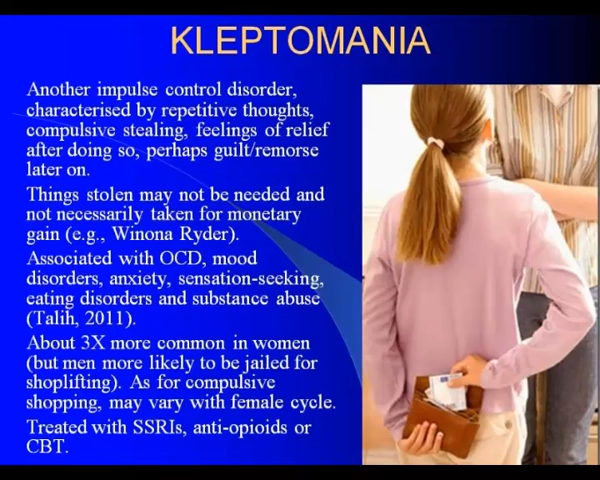 KLEPTOMANIA
Another impulse control disorder,
characterised by repetitive thoughts,
compulsive stealing, feelings of relief
after doing so, perhaps guilt/remorse
later on.
Things stolen may not be needed and
not necessarily taken for monetary
gain (e.g., Winona Ryder).
Associated with OCD, mood
disorders, anxiety, sensation-seeking,
eating disorders and substance abuse
(Talih, 2011).
About 3X more common in women
(but men more likely to be jailed for
shoplifting). As for compulsive
shopping, may vary with female cycle.
Treated with SSRIs, anti-opioids or
CBT.